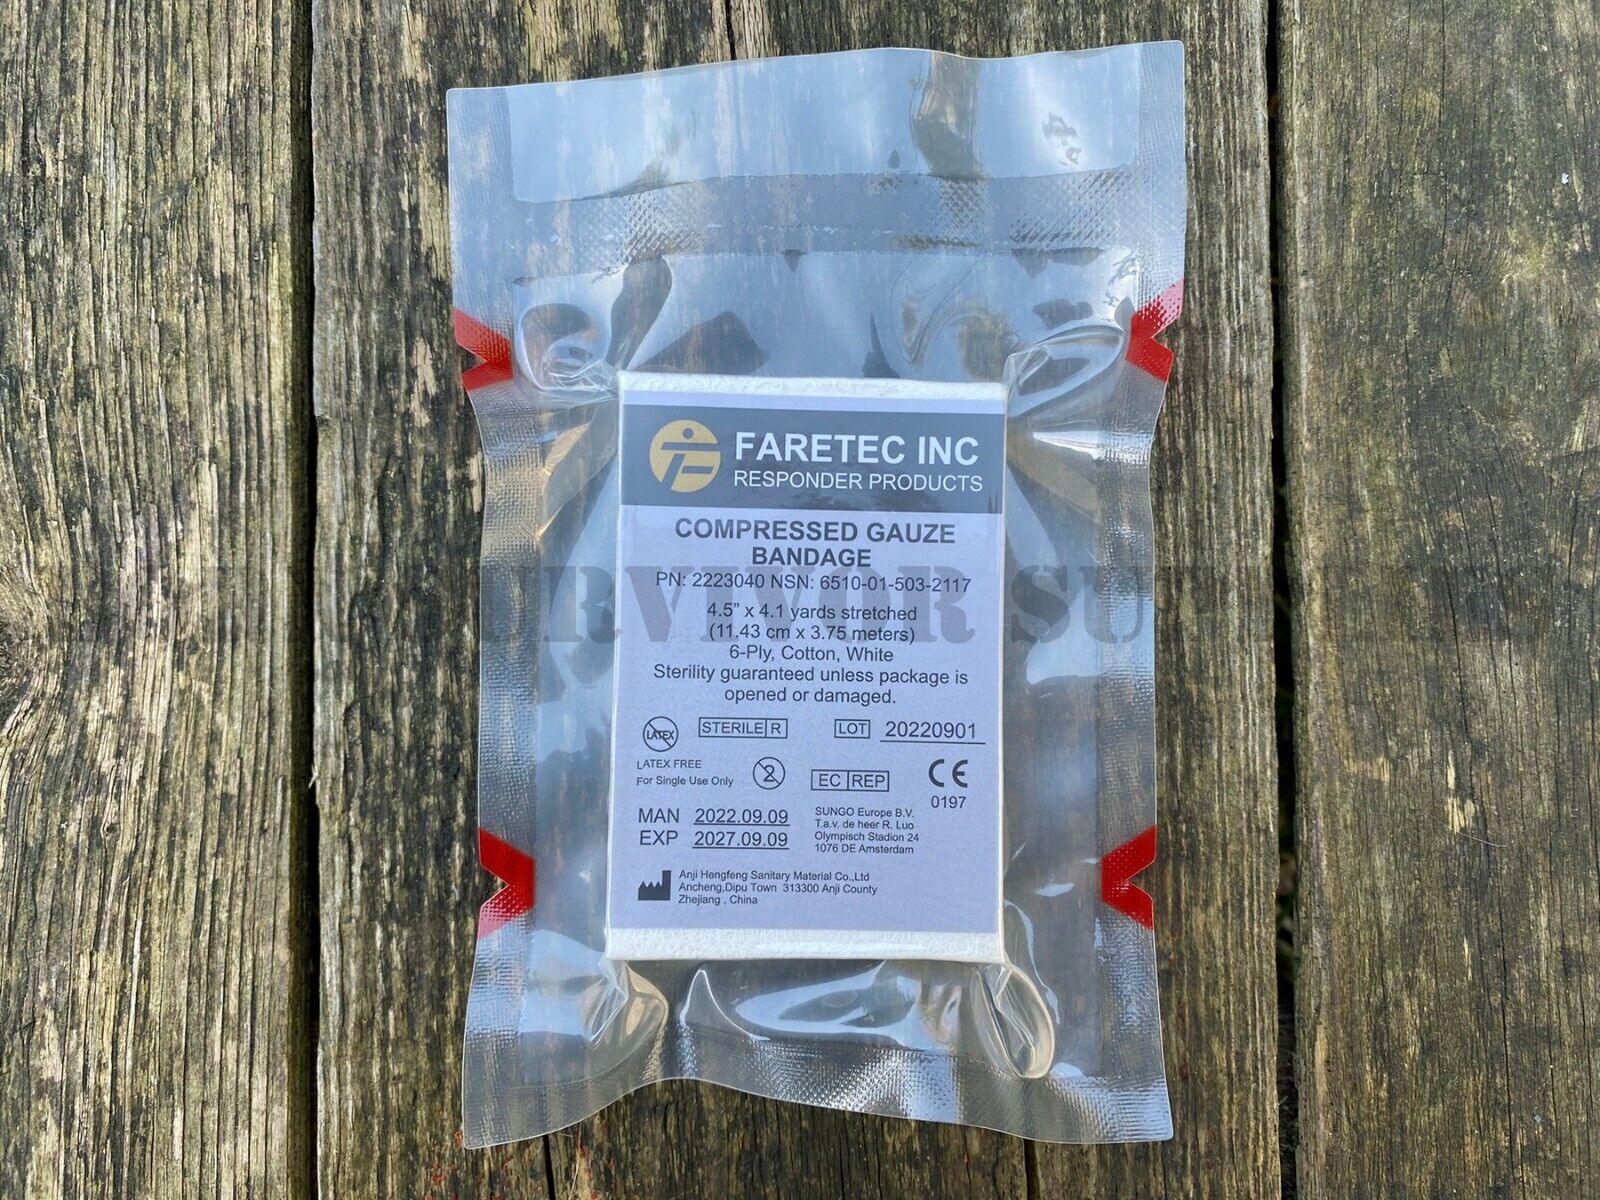 FARETEC INC
RESPONDER PRODUCTS
COMPRESSED GAUZE
BANDAGE
PN: 2223040 NSN: 6510-01-503-2117
SURVIVOR SUMMIT
4.5" x 4.1 yards stretched
(11.43 cm x 3.75 meters)
6-Ply, Cotton, White
Sterility guaranteed unless package is
opened or damaged.
LATEX
STERILE R
LOT 20220901
LATEX FREE
For Single Use Only
2
EC REP
CE
0197
MAN 2022.09.09
EXP 2027.09.09
SUNGO Europe B.V.
T.a.v. de heer R. Luo
Olympisch Stadion 24
1076 DE Amsterdam
Anji Hengfeng Sanitary Material Co.,Ltd
Ancheng,Dipu Town 313300 Anji County
Zhejiang , China